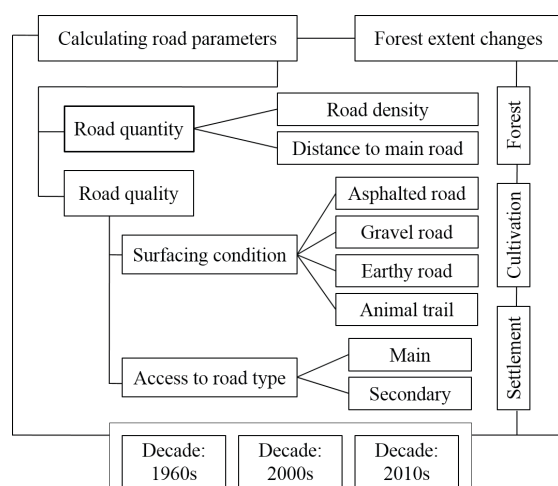 Calculating road parameters
Forest extent changes
Road quantity
Road density
Distance to main road
Road quality
Surfacing condition
Asphalted road
Gravel road
Earthy road
Animal trail
Access to road type
Main
Secondary
Forest
Cultivation
Settlement
Decade:
1960s
Decade:
2000s
Decade:
2010s